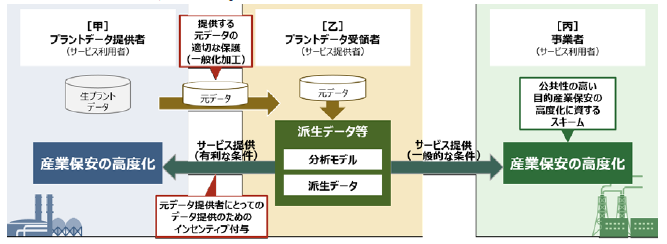 [甲]
プラントデータ提供者
(サービス利用者)
提供する
元データの
適切な保護
(一般化加工)
[乙]
プラントデータ受領者
(サービス提供者)
[丙]
事業者
(サービス利用者)
生プラント
データ
元データ
元データ
公共性の高い
目的産業保安の
高度化に資する
スキーム
派生データ等
分析モデル
派生データ
サービス提供
(有利な条件)
サービス提供
(一般的な条件)
産業保安の高度化
産業保安の高度化
元データ提供者にとっての
データ提供のための
インセンティブ付与